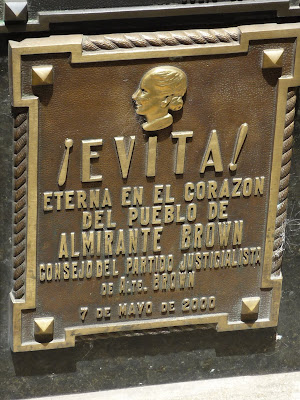 ¡EVITA!
ETERNA EN EL CORAZON
DEL PUEBLO DE
ALMIRANTE BROWN
CONSEJO DEL PARTIDO JUSTICIALISTA
DE ALTE. BROWN
7 DE MAYO DE 2000